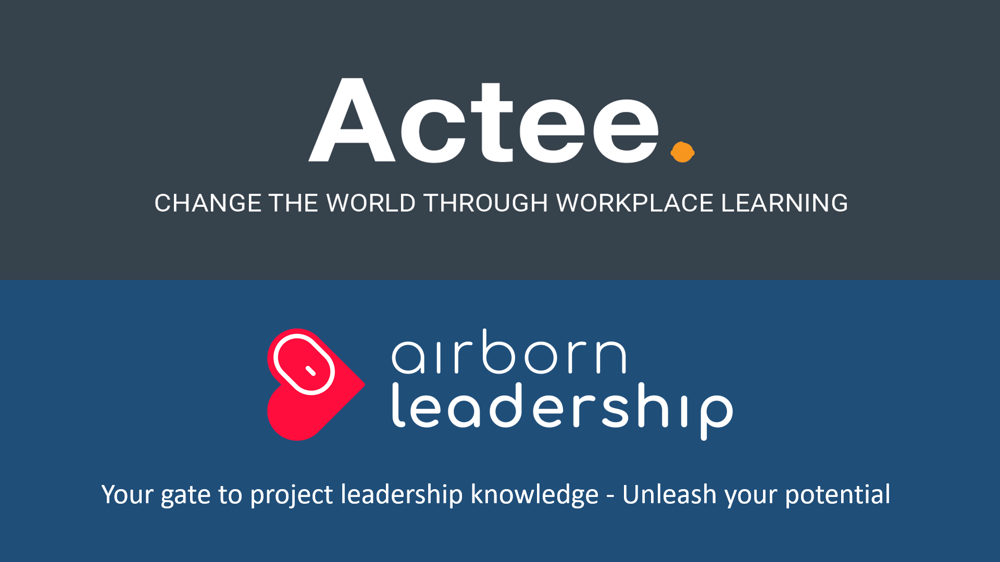 Actee.
CHANGE THE WORLD THROUGH WORKPLACE LEARNING
airborn
leadership
Your gate to project leadership knowledge - Unleash your potential